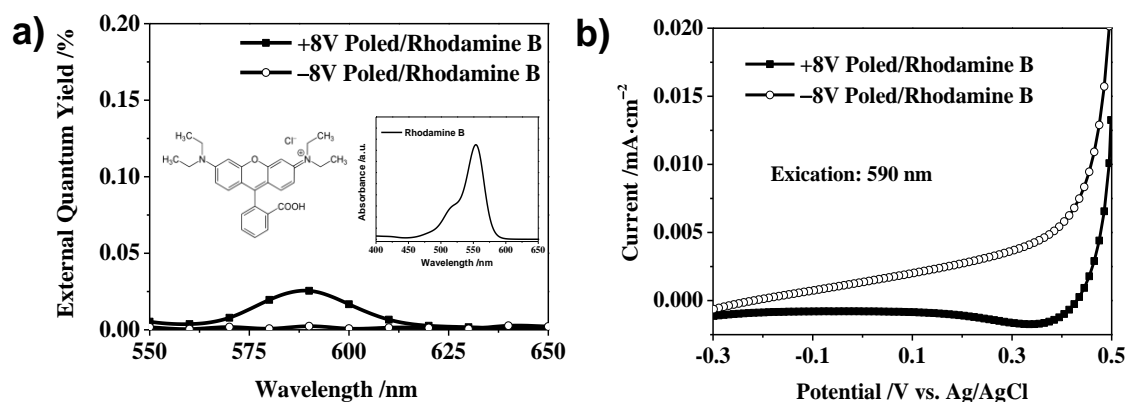 a)
External Quantum Yield /%
0.20
0.15
0.10
0.05
0.00
+8V Poled/Rhodamine B
–8V Poled/Rhodamine B
H₃C
CH₃
Cl⁻
H₃C
N
O
N
⊕
CH₃
COOH
Absorbance /a.u.
Rhodamine B
400 450 500 550 600 650
Wavelength /nm
550 575 600 625 650
Wavelength /nm
b)
Current /mA·cm⁻²
0.020
0.015
0.010
0.005
0.000
+8V Poled/Rhodamine B
–8V Poled/Rhodamine B
Exication: 590 nm
-0.3 -0.1 0.1 0.3 0.5
Potential /V vs. Ag/AgCl